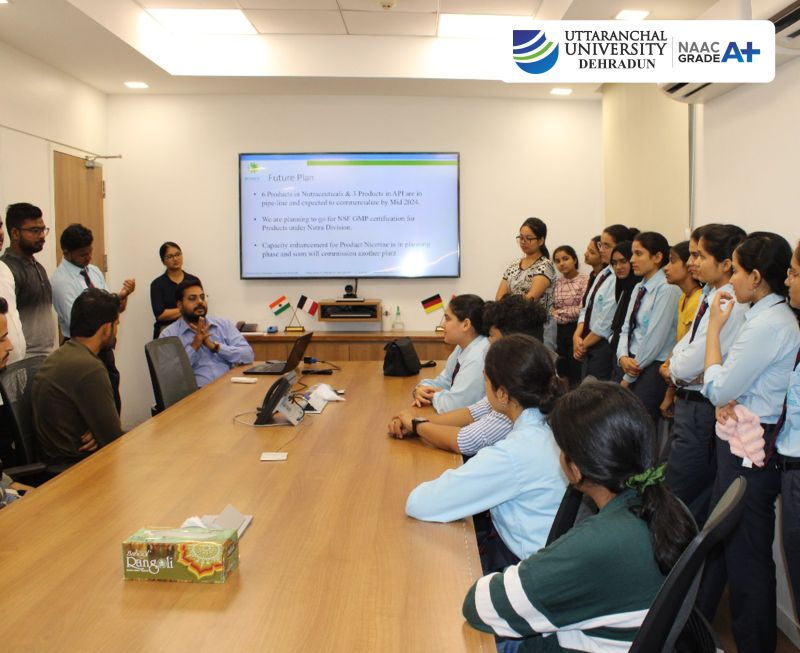 UTTARANCHAL
UNIVERSITY
DEHRADUN
NAAC
GRADE A+
Future Plan
• 6 Products in Nutraceuticals & 3 Products in API are in
pipe-line and expected to commercialize by Mid 2024.
• We are planning to go for NSF GMP certification for
Products under Nutra Division.
• Capacity enhancement for Product Nicotine is in planning
phase and soon will commission another plant
Rangoli